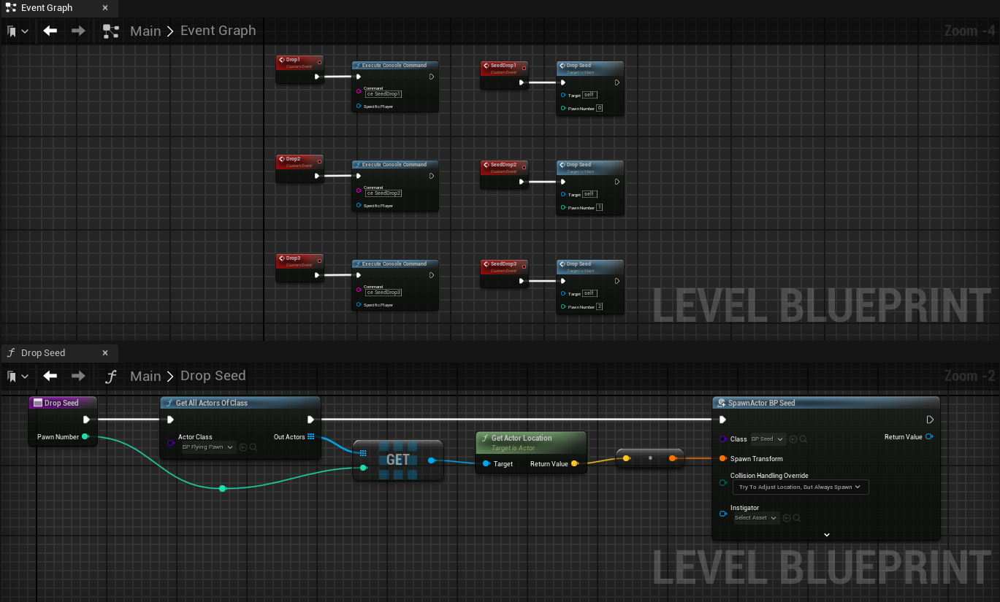 Event Graph
Main > Event Graph
Zoom -4
Drop1
Custom Event
Execute Console Command
Command
ce SeedDrop1
Specific Player
SeedDrop1
Custom Event
Drop Seed
Target is Main
Target self
Pawn Number 0
Drop2
Custom Event
Execute Console Command
Command
ce SeedDrop2
Specific Player
SeedDrop2
Custom Event
Drop Seed
Target is Main
Target self
Pawn Number 1
Drop3
Custom Event
Execute Console Command
Command
ce SeedDrop3
Specific Player
SeedDrop3
Custom Event
Drop Seed
Target is Main
Target self
Pawn Number 2
LEVEL BLUEPRINT
Drop Seed
Main > Drop Seed
Zoom -2
Drop Seed
Pawn Number
Get All Actors Of Class
Actor Class
BP Flying Pawn
Out Actors
GET
Get Actor Location
Target is Actor
Target
Return Value
SpawnActor BP Seed
Class BP Seed
Return Value
Spawn Transform
Collision Handling Override
Try To Adjust Location, But Always Spawn
Instigator
Select Asset
LEVEL BLUEPRINT